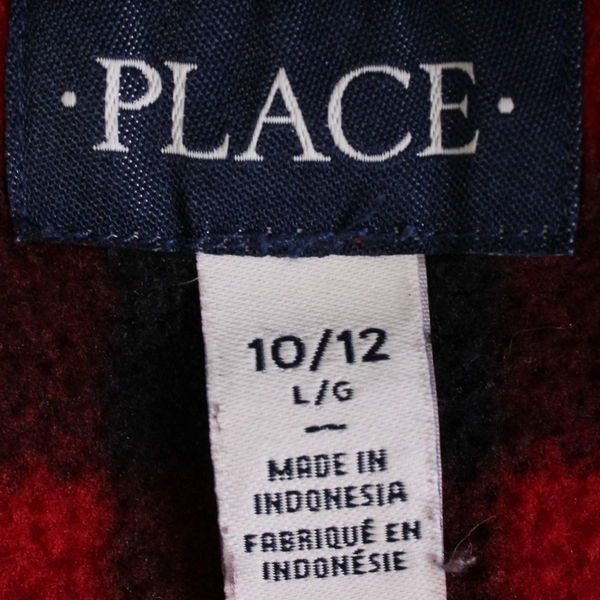 ·PLACE·
10/12
L/G
–
MADE IN
INDONESIA
FABRIQUÉ EN
INDONÉSIE